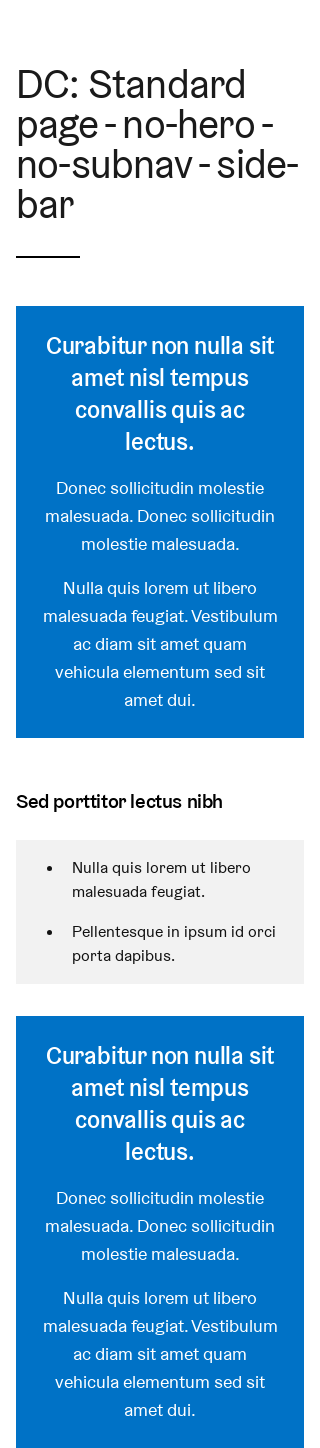 DC: Standard
page - no-hero -
no-subnav - side-
bar
Curabitur non nulla sit
amet nisl tempus
convallis quis ac
lectus.
Donec sollicitudin molestie
malesuada. Donec sollicitudin
molestie malesuada.
Nulla quis lorem ut libero
malesuada feugiat. Vestibulum
ac diam sit amet quam
vehicula elementum sed sit
amet dui.
Sed porttitor lectus nibh
• Nulla quis lorem ut libero
malesuada feugiat.
• Pellentesque in ipsum id orci
porta dapibus.
Curabitur non nulla sit
amet nisl tempus
convallis quis ac
lectus.
Donec sollicitudin molestie
malesuada. Donec sollicitudin
molestie malesuada.
Nulla quis lorem ut libero
malesuada feugiat. Vestibulum
ac diam sit amet quam
vehicula elementum sed sit
amet dui.